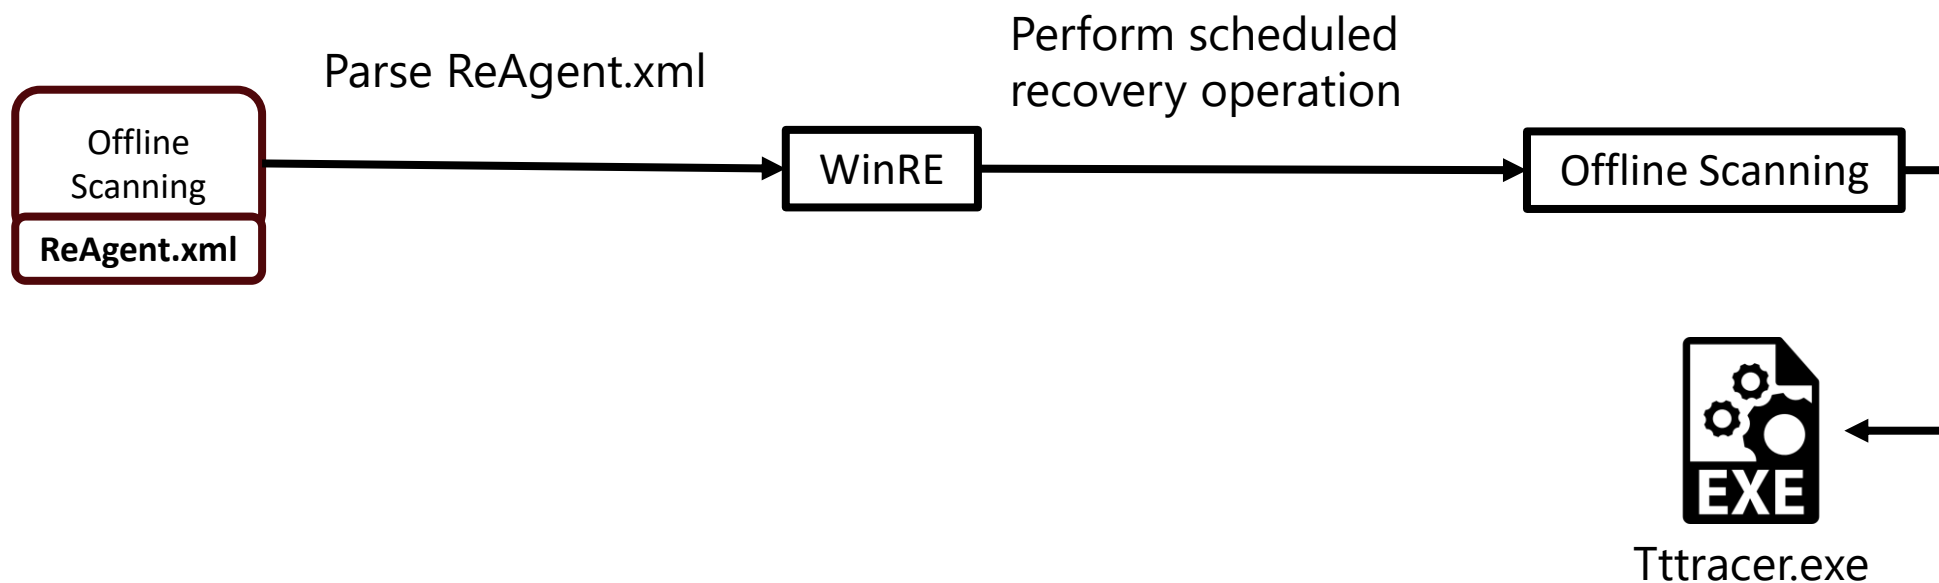 Parse ReAgent.xml
Perform scheduled
recovery operation
Offline
Scanning
ReAgent.xml
WinRE
Offline Scanning
EXE
Tttracer.exe